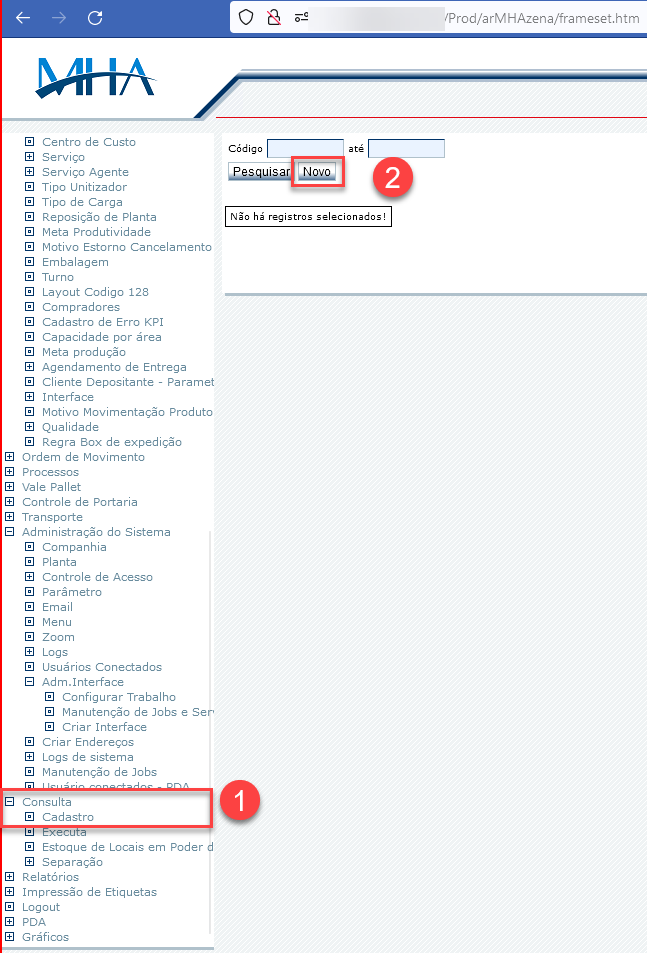 /Prod/arMHAzena/frameset.htm
MHA
Centro de Custo
Serviço
Serviço Agente
Tipo Unitizador
Tipo de Carga
Reposição de Planta
Meta Produtividade
Motivo Estorno Cancelamento
Embalagem
Turno
Layout Codigo 128
Compradores
Cadastro de Erro KPI
Capacidade por área
Meta produção
Agendamento de Entrega
Cliente Depositante - Paramet
Interface
Motivo Movimentação Produto
Qualidade
Regra Box de expedição
Ordem de Movimento
Processos
Vale Pallet
Controle de Portaria
Transporte
Administração do Sistema
Companhia
Planta
Controle de Acesso
Parâmetro
Email
Menu
Zoom
Logs
Usuários Conectados
Adm.Interface
Configurar Trabalho
Manutenção de Jobs e Ser
Criar Interface
Criar Endereços
Logs de sistema
Manutenção de Jobs
Usuário conectados - PDA
Consulta
Cadastro
1
Executa
Estoque de Locais em Poder d
Separação
Relatórios
Impressão de Etiquetas
Logout
PDA
Gráficos
Código até
Pesquisar Novo
2
Não há registros selecionados!